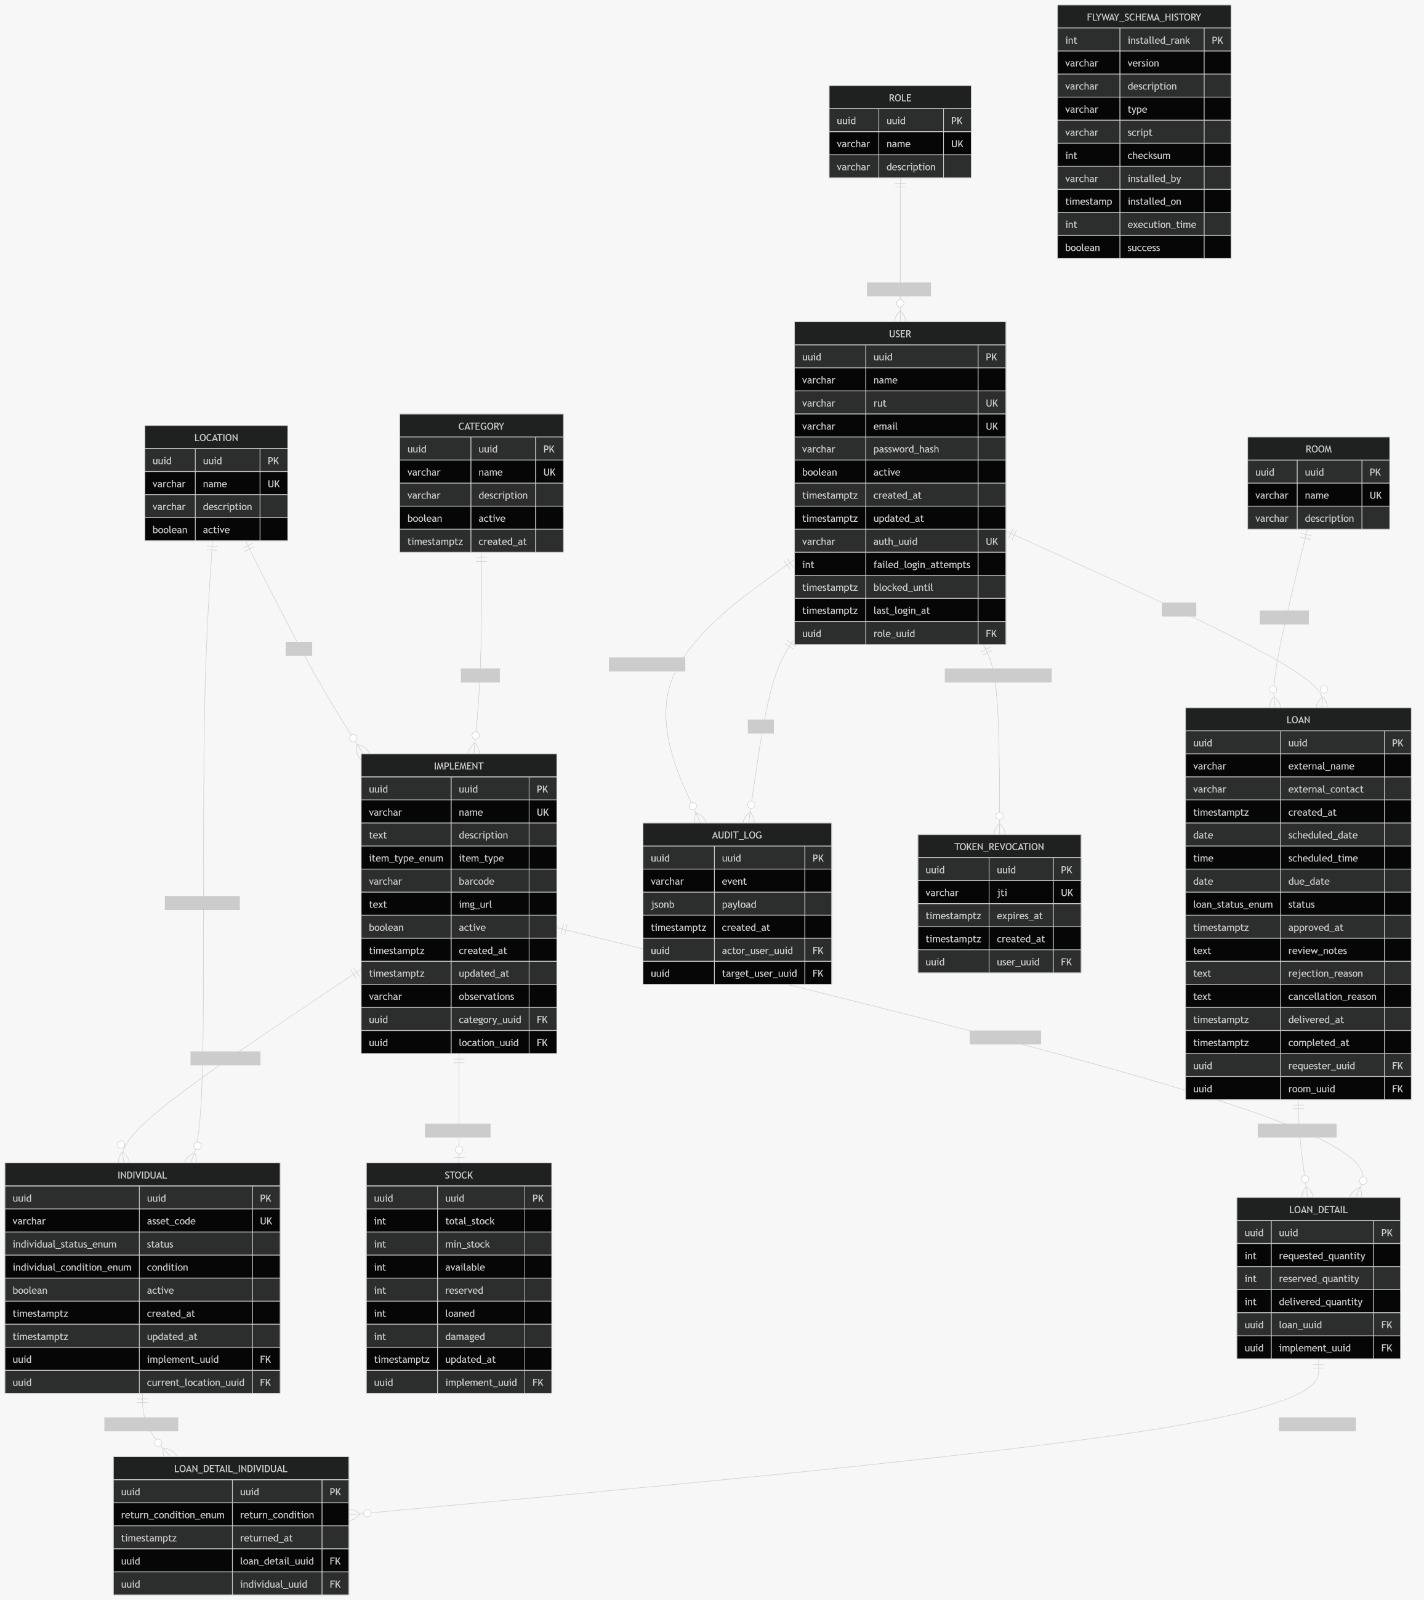 FLYWAY_SCHEMA_HISTORY
int installed_rank PK
varchar version
varchar description
varchar type
varchar script
int checksum
varchar installed_by
timestamp installed_on
int execution_time
boolean success
ROLE
uuid uuid PK
varchar name UK
varchar description
USER
uuid uuid PK
varchar name
varchar rut UK
varchar email UK
varchar password_hash
boolean active
timestamptz created_at
timestamptz updated_at
varchar auth_uuid UK
int failed_login_attempts
timestamptz blocked_until
timestamptz last_login_at
uuid role_uuid FK
LOCATION
uuid uuid PK
varchar name UK
varchar description
boolean active
CATEGORY
uuid uuid PK
varchar name UK
varchar description
boolean active
timestamptz created_at
ROOM
uuid uuid PK
varchar name UK
varchar description
IMPLEMENT
uuid uuid PK
varchar name UK
text description
item_type_enum item_type
varchar barcode
text img_url
boolean active
timestamptz created_at
timestamptz updated_at
varchar observations
uuid category_uuid FK
uuid location_uuid FK
AUDIT_LOG
uuid uuid PK
varchar event
jsonb payload
timestamptz created_at
uuid actor_user_uuid FK
uuid target_user_uuid FK
TOKEN_REVOCATION
uuid uuid PK
varchar jti UK
timestamptz expires_at
timestamptz created_at
uuid user_uuid FK
LOAN
uuid uuid PK
varchar external_name
varchar external_contact
timestamptz created_at
date scheduled_date
time scheduled_time
date due_date
loan_status_enum status
timestamptz approved_at
text review_notes
text rejection_reason
text cancellation_reason
timestamptz delivered_at
timestamptz completed_at
uuid requester_uuid FK
uuid room_uuid FK
INDIVIDUAL
uuid uuid PK
varchar asset_code UK
individual_status_enum status
individual_condition_enum condition
boolean active
timestamptz created_at
timestamptz updated_at
uuid implement_uuid FK
uuid current_location_uuid FK
STOCK
uuid uuid PK
int total_stock
int min_stock
int available
int reserved
int loaned
int damaged
timestamptz updated_at
uuid implement_uuid FK
LOAN_DETAIL
uuid uuid PK
int requested_quantity
int reserved_quantity
int delivered_quantity
uuid loan_uuid FK
uuid implement_uuid FK
LOAN_DETAIL_INDIVIDUAL
uuid uuid PK
return_condition_enum return_condition
timestamptz returned_at
uuid loan_detail_uuid FK
uuid individual_uuid FK